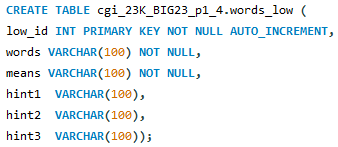 CREATE TABLE cgi_23K_BIG23_p1_4.words_low (
low_id INT PRIMARY KEY NOT NULL AUTO_INCREMENT,
words VARCHAR(100) NOT NULL,
means VARCHAR(100) NOT NULL,
hint1  VARCHAR(100),
hint2  VARCHAR(100),
hint3  VARCHAR(100));